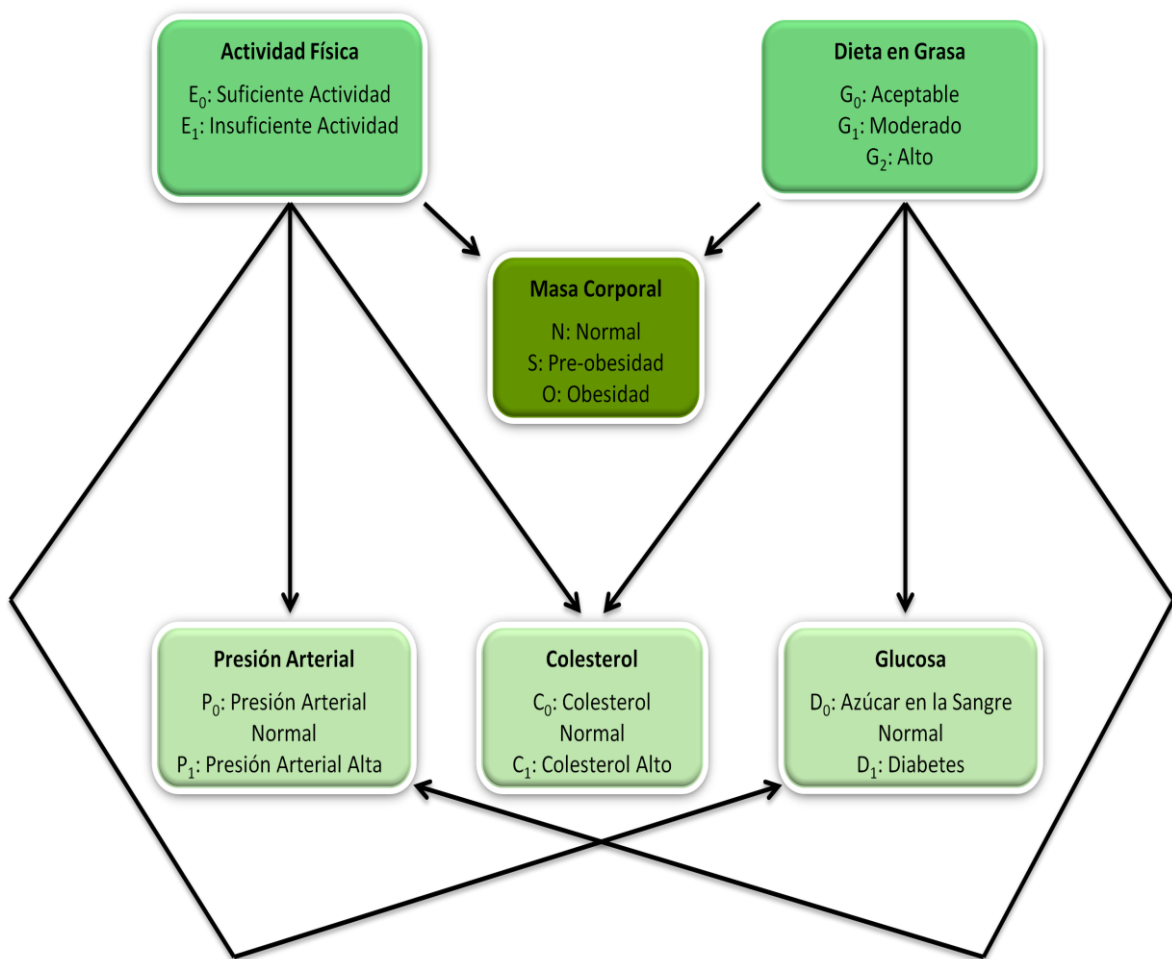 Actividad Física
E₀: Suficiente Actividad
E₁: Insuficiente Actividad
Dieta en Grasa
G₀: Aceptable
G₁: Moderado
G₂: Alto
Masa Corporal
N: Normal
S: Pre-obesidad
O: Obesidad
Presión Arterial
P₀: Presión Arterial
Normal
P₁: Presión Arterial Alta
Colesterol
C₀: Colesterol
Normal
C₁: Colesterol Alto
Glucosa
D₀: Azúcar en la Sangre
Normal
D₁: Diabetes